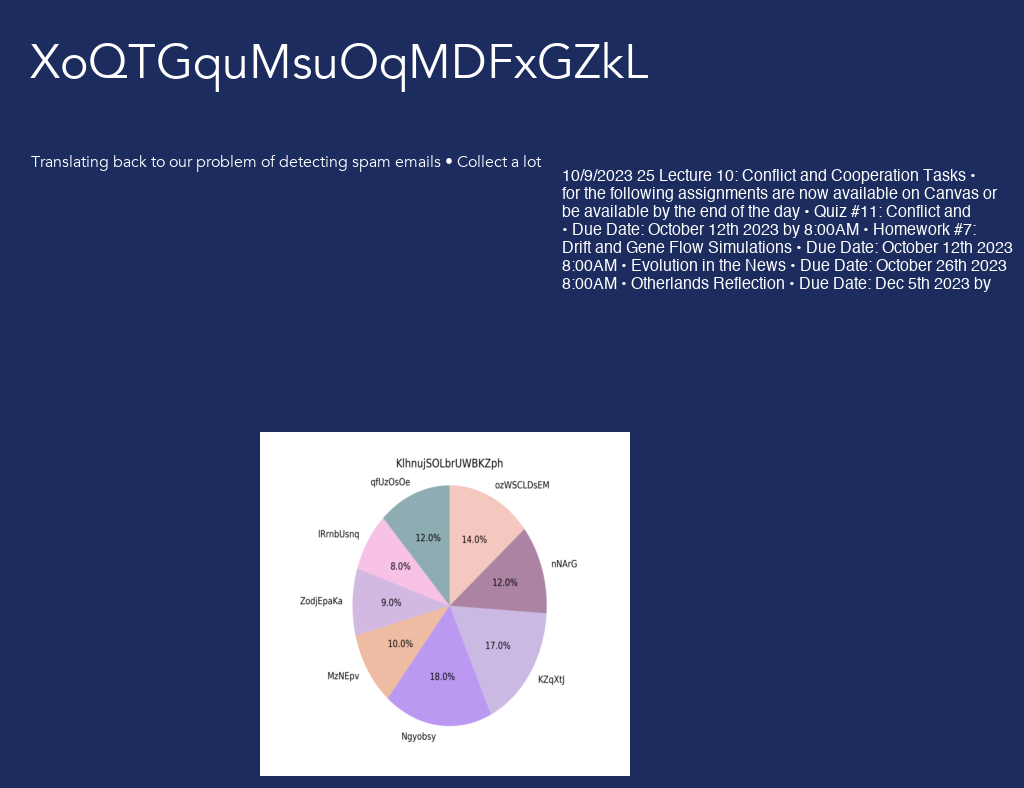 XoQTGquMsuOqMDFxGZkL
Translating back to our problem of detecting spam emails • Collect a lot
10/9/2023 25 Lecture 10: Conflict and Cooperation Tasks •
for the following assignments are now available on Canvas or
be available by the end of the day • Quiz #11: Conflict and
• Due Date: October 12th 2023 by 8:00AM • Homework #7:
Drift and Gene Flow Simulations • Due Date: October 12th 2023
8:00AM • Evolution in the News • Due Date: October 26th 2023
8:00AM • Otherlands Reflection • Due Date: Dec 5th 2023 by
KlhnujSOLbrUWBKZph
qfUzOsOe
ozWSCLDsEM
12.0%
14.0%
lRrnbUsnq
nNArG
8.0%
12.0%
ZodjEpaKa
9.0%
10.0%
17.0%
MzNEpv
18.0%
KZqXtJ
Ngyobsy